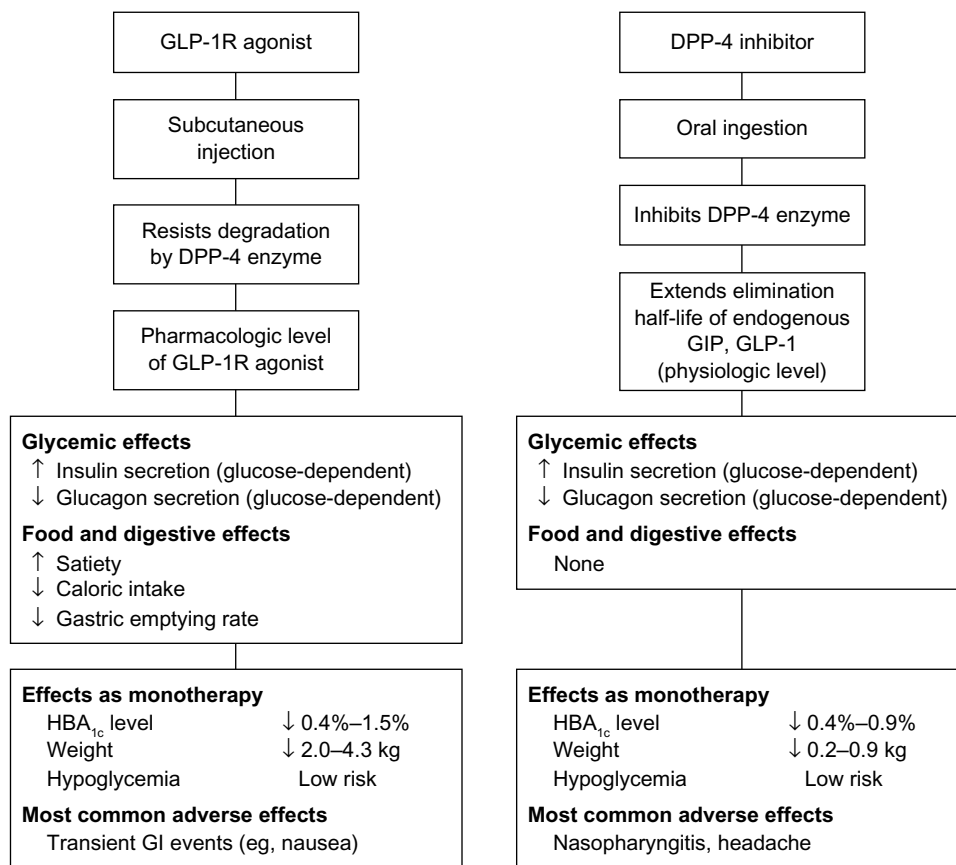 GLP-1R agonist
Subcutaneous
injection
Resists degradation
by DPP-4 enzyme
Pharmacologic level
of GLP-1R agonist
Glycemic effects
↑ Insulin secretion (glucose-dependent)
↓ Glucagon secretion (glucose-dependent)
Food and digestive effects
↑ Satiety
↓ Caloric intake
↓ Gastric emptying rate
Effects as monotherapy
HBA1c level ↓ 0.4%–1.5%
Weight ↓ 2.0–4.3 kg
Hypoglycemia Low risk
Most common adverse effects
Transient GI events (eg, nausea)
DPP-4 inhibitor
Oral ingestion
Inhibits DPP-4 enzyme
Extends elimination
half-life of endogenous
GIP, GLP-1
(physiologic level)
Glycemic effects
↑ Insulin secretion (glucose-dependent)
↓ Glucagon secretion (glucose-dependent)
Food and digestive effects
None
Effects as monotherapy
HBA1c level ↓ 0.4%–0.9%
Weight ↓ 0.2–0.9 kg
Hypoglycemia Low risk
Most common adverse effects
Nasopharyngitis, headache